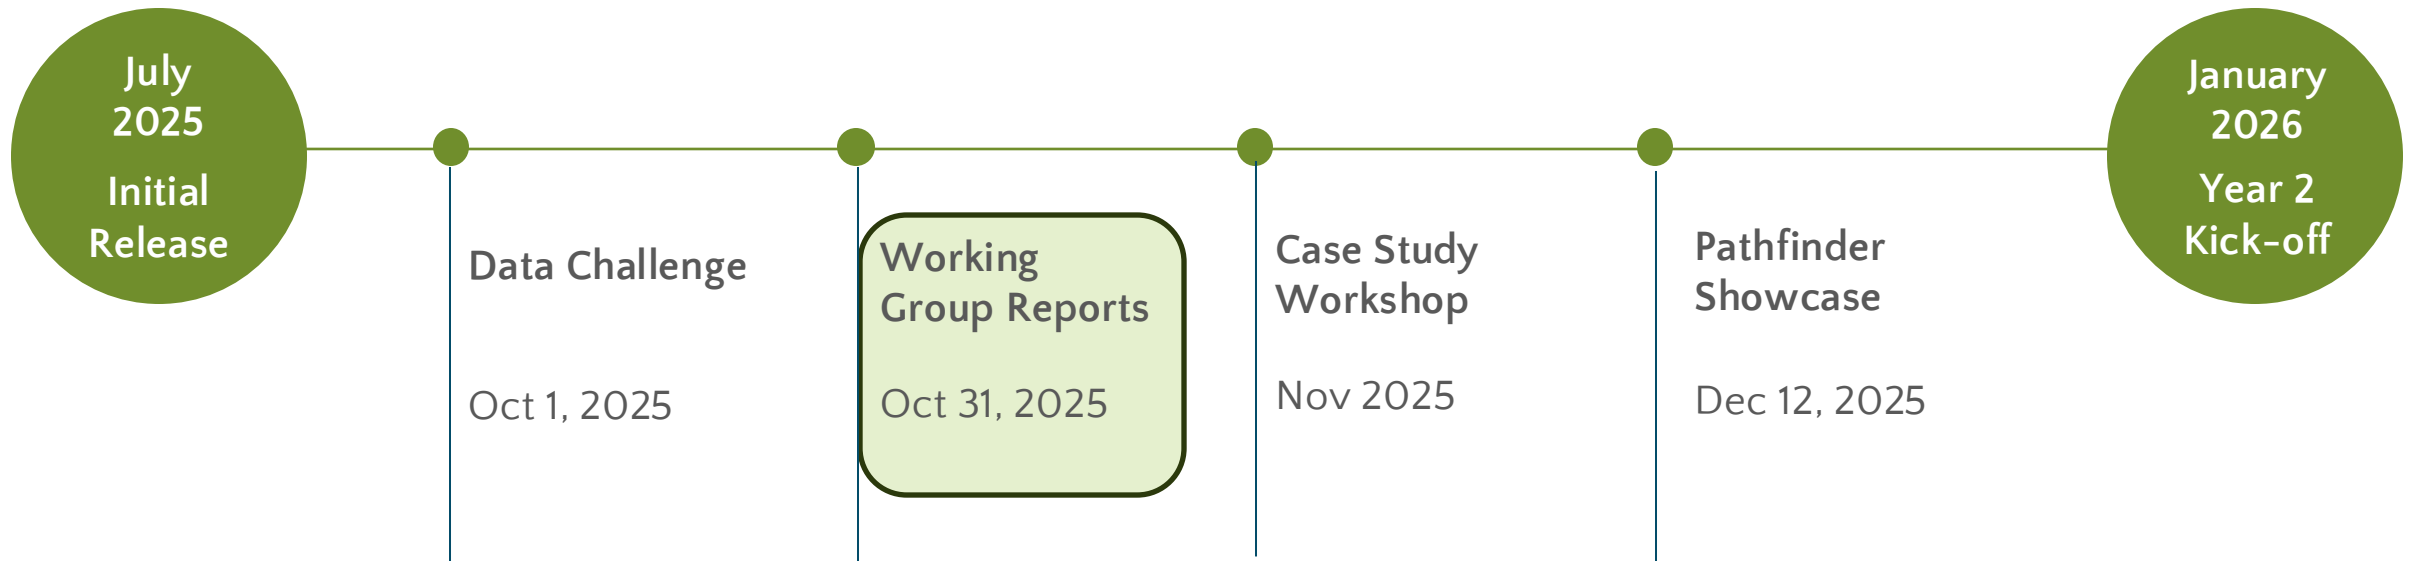 July
2025
Initial
Release
Data Challenge
Oct 1, 2025
Working
Group Reports
Oct 31, 2025
Case Study
Workshop
Nov 2025
Pathfinder
Showcase
Dec 12, 2025
January
2026
Year 2
Kick-off